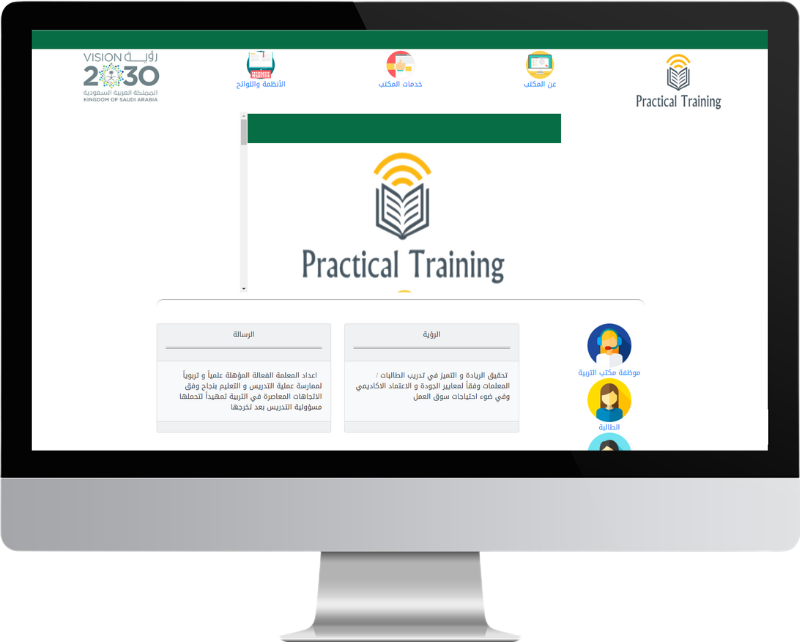 Practical Training
عن المكتب
خدمات المكتب
الأنظمة واللوائح
VISION رؤيـــة
2030
المملكة العربية السعودية
KINGDOM OF SAUDI ARABIA
Practical Training
موظفة مكتب التربية
الطالبة
الرؤية
تحقيق الريادة و التميز في تدريب الطالبات /
المعلمات وفقاً لمعايير الجودة و الاعتماد الاكاديمي
وفي ضوء احتياجات سوق العمل
الرسالة
اعداد المعلمة الفعالة المؤهلة علمياً و تربوياً
لممارسة عملية التدريس و التعليم بنجاح وفق
الاتجاهات المعاصرة في التربية تمهيداً لتحملها
مسؤولية التدريس بعد تخرجها